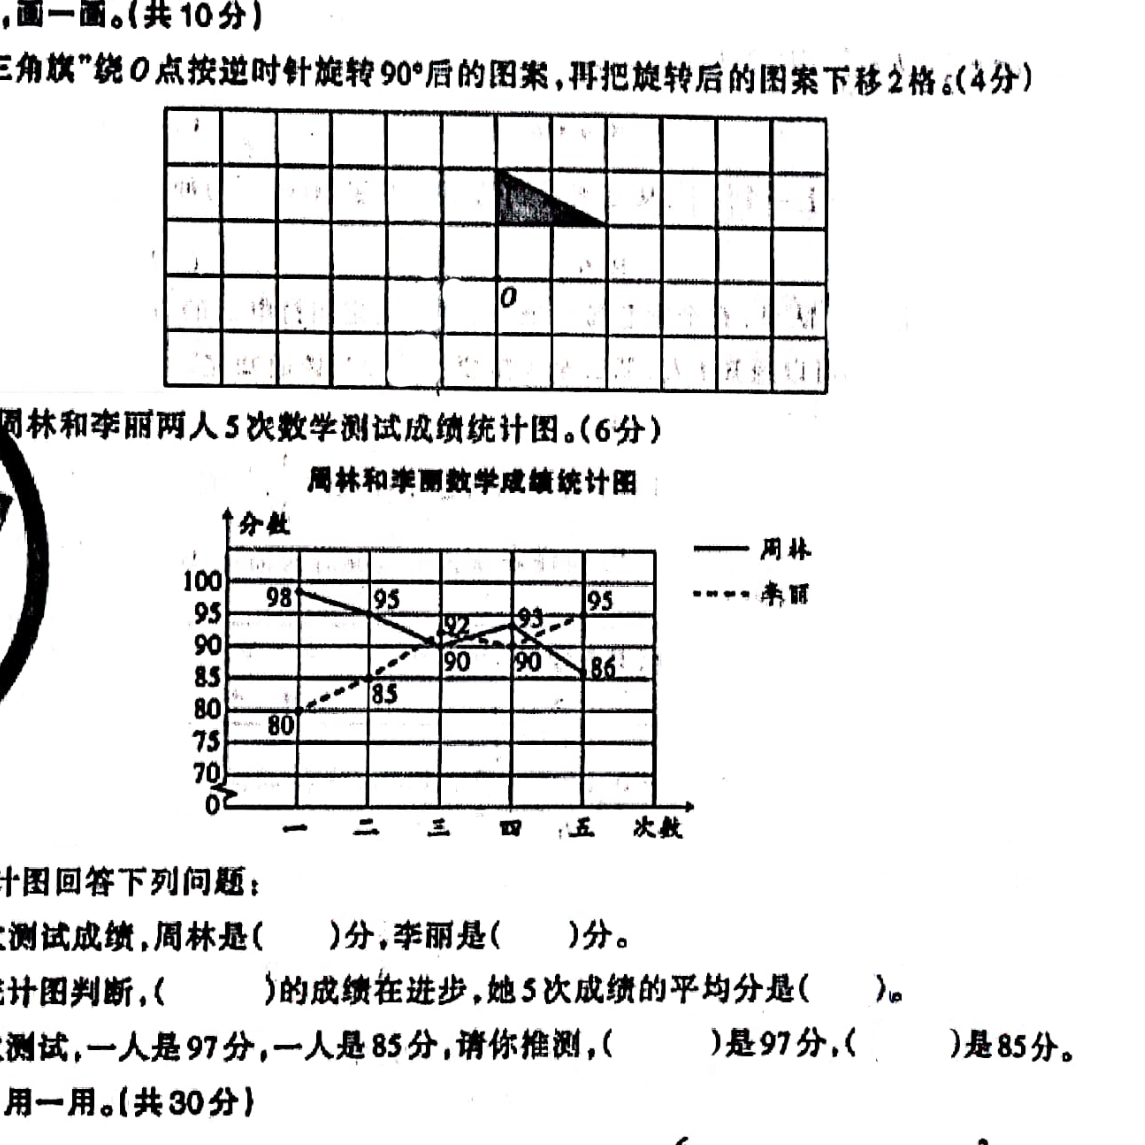 ,画一画。(共10分)
三角旗”绕O点按逆时针旋转90°后的图案,再把旋转后的图案下移2格。(4分)
O
周林和李丽两人5次数学测试成绩统计图。(6分)
周林和李丽数学成绩统计图
分数
周林
李丽
100
95
90
85
80
75
70
0
98
95
92
93
95
90
90
86
85
80
一 二 三 四 五 次数
计图回答下列问题:
测试成绩,周林是( )分,李丽是( )分。
计图判断,( )的成绩在进步,她5次成绩的平均分是( )。
测试,一人是97分,一人是85分,请你推测,( )是97分,( )是85分。
用一用。(共30分)